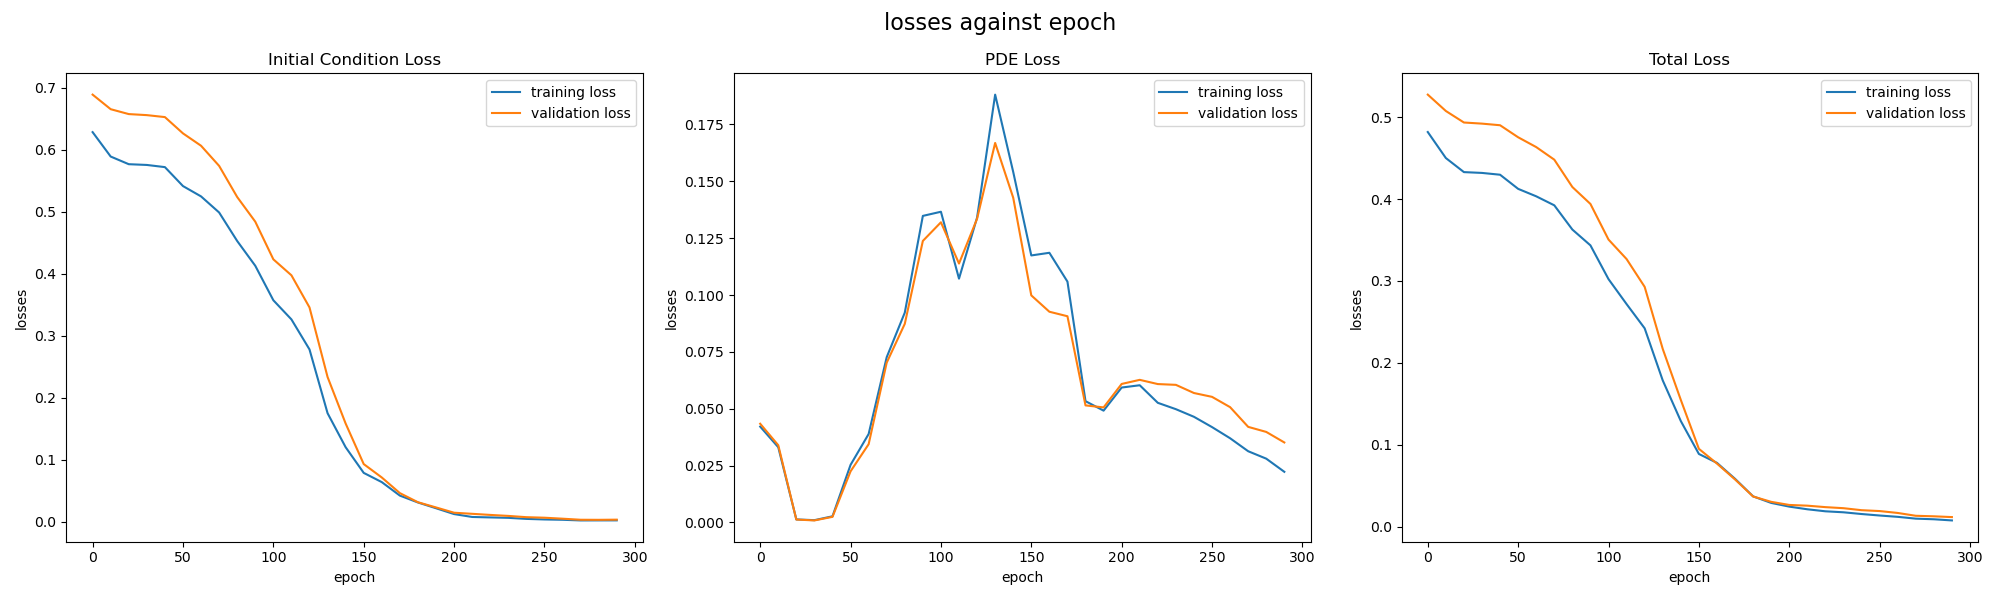 losses against epoch
Initial Condition Loss
training loss
validation loss
0.7
0.6
0.5
0.4
0.3
0.2
0.1
0.0
losses
0 50 100 150 200 250 300
epoch
PDE Loss
training loss
validation loss
0.175
0.150
0.125
0.100
0.075
0.050
0.025
0.000
losses
0 50 100 150 200 250 300
epoch
Total Loss
training loss
validation loss
0.5
0.4
0.3
0.2
0.1
0.0
losses
0 50 100 150 200 250 300
epoch